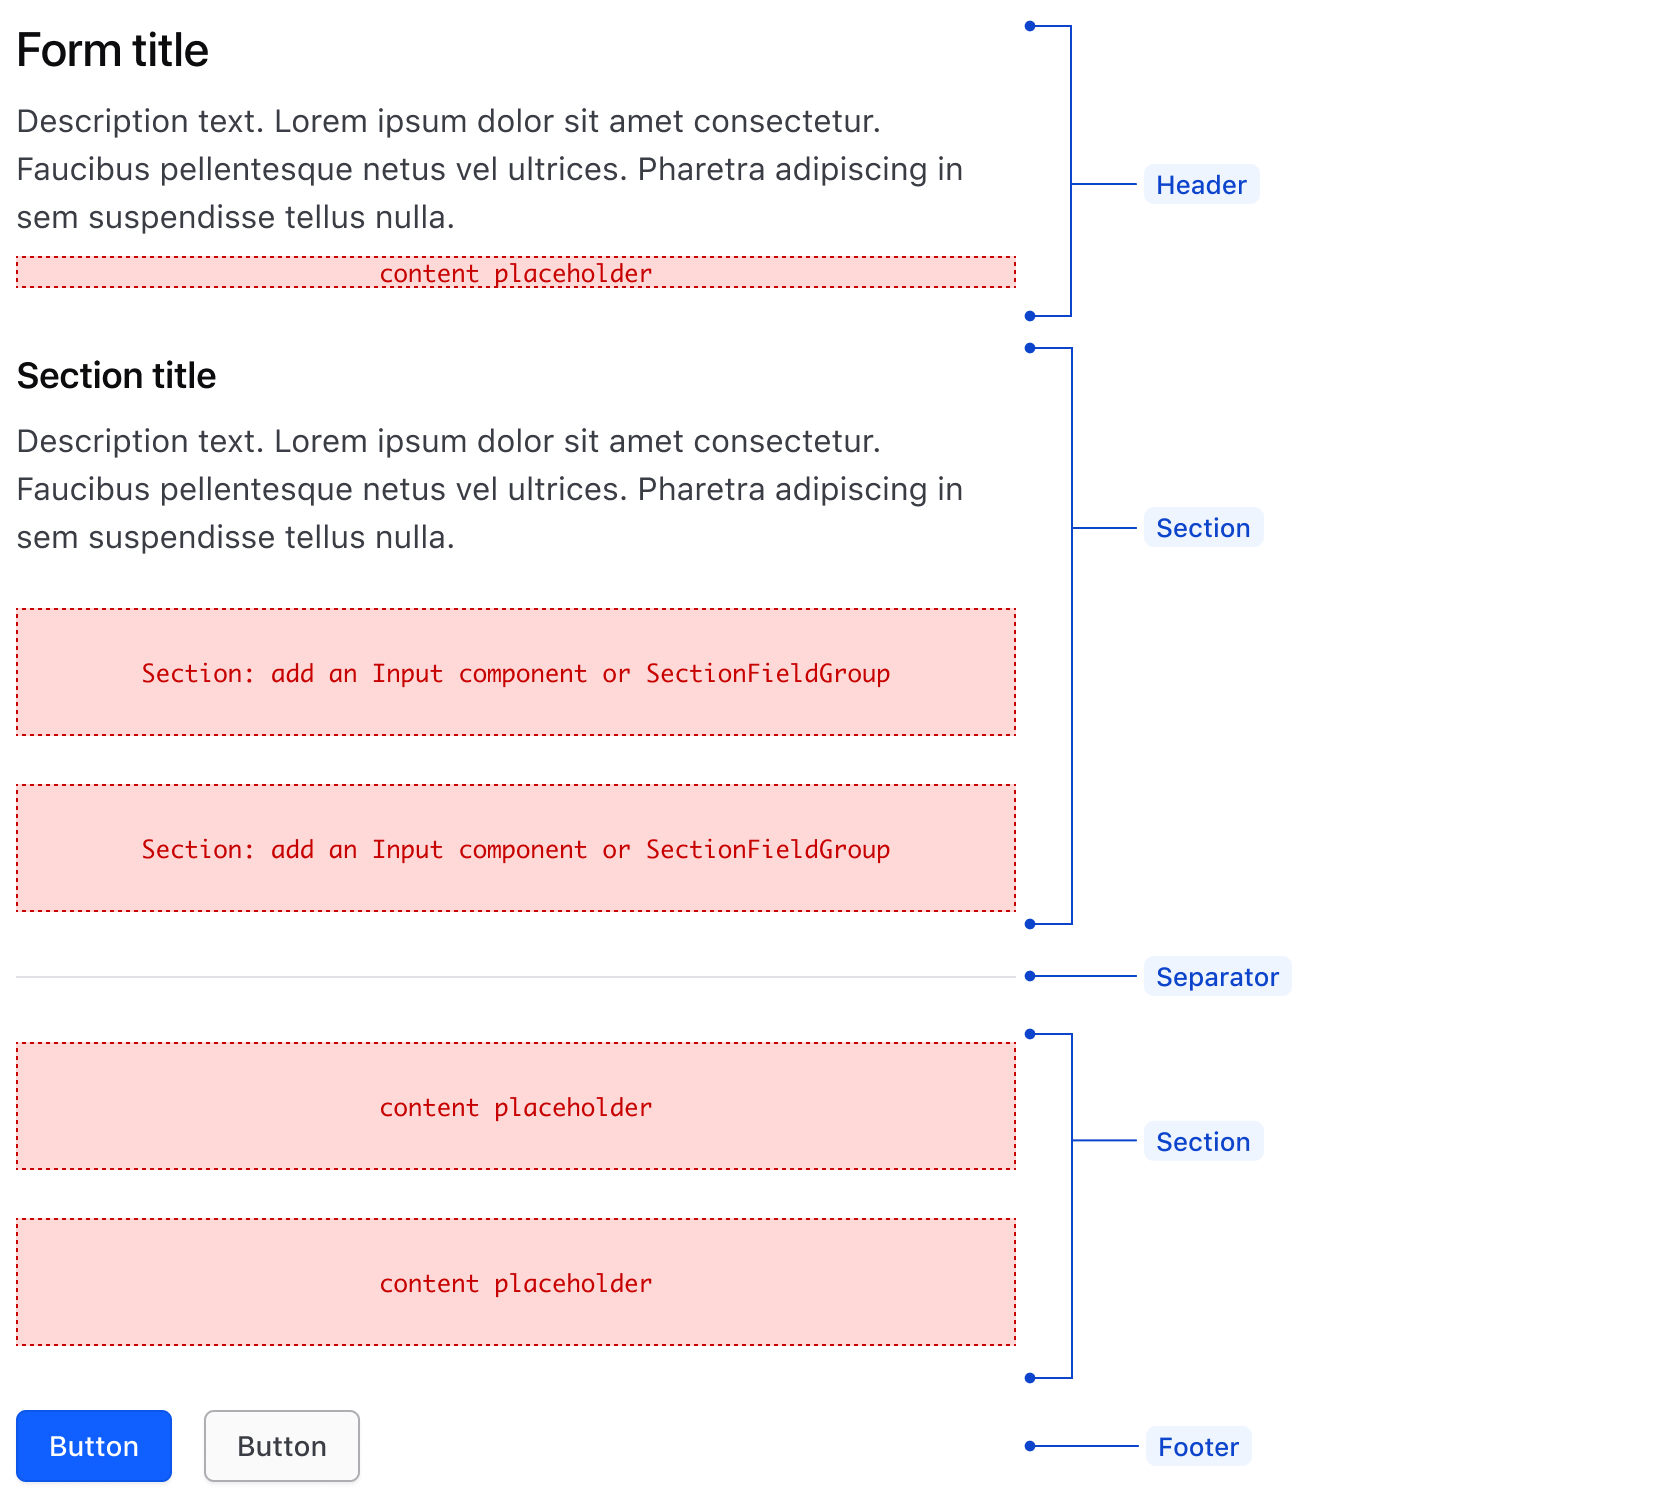 Form title
Description text. Lorem ipsum dolor sit amet consectetur.
Faucibus pellentesque netus vel ultrices. Pharetra adipiscing in
sem suspendisse tellus nulla.
content placeholder
Header
Section title
Description text. Lorem ipsum dolor sit amet consectetur.
Faucibus pellentesque netus vel ultrices. Pharetra adipiscing in
sem suspendisse tellus nulla.
Section
Section: add an Input component or SectionFieldGroup
Section: add an Input component or SectionFieldGroup
Separator
content placeholder
Section
content placeholder
Button
Button
Footer